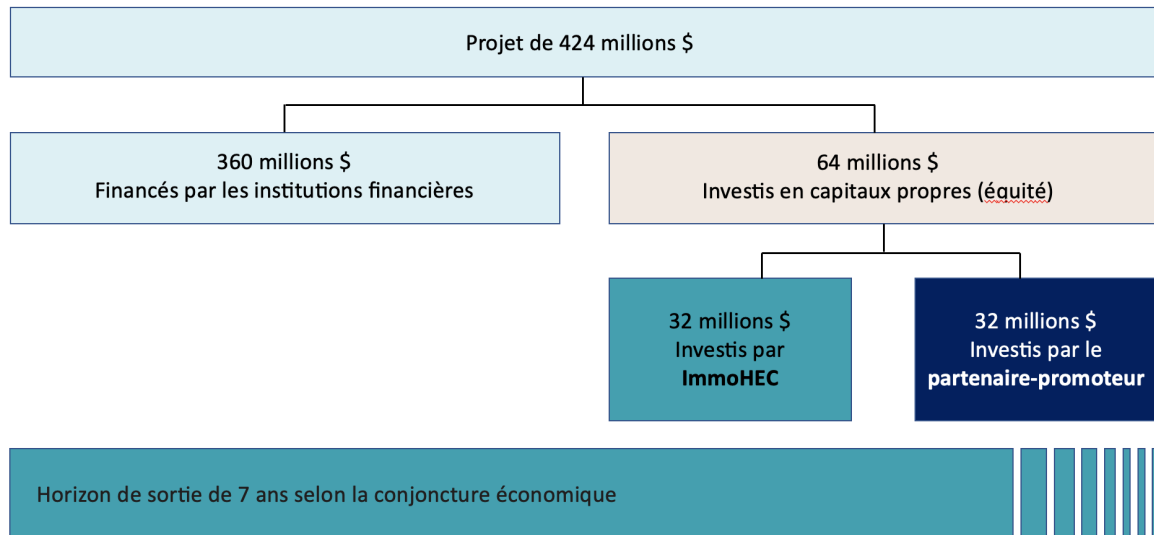 Projet de 424 millions $
360 millions $
Financés par les institutions financières
64 millions $
Investis en capitaux propres (équité)
32 millions $
Investis par
ImmoHEC
32 millions $
Investis par le
partenaire-promoteur
Horizon de sortie de 7 ans selon la conjoncture économique